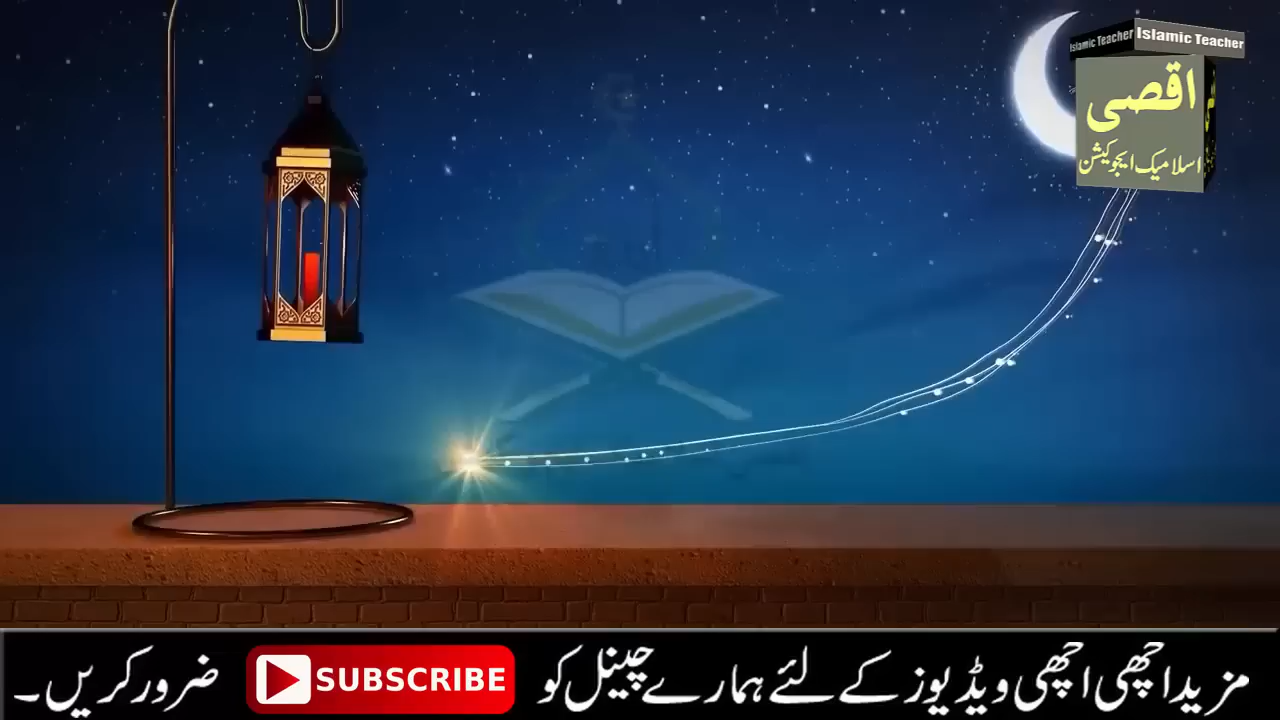 Islamic Teacher Islamic Teacher
اقصیٰ
اسلامیک ایجوکیشن
مزید اچھی اچھی ویڈیوز کے لئے ہمارے چینل کو SUBSCRIBE ضرور کریں۔